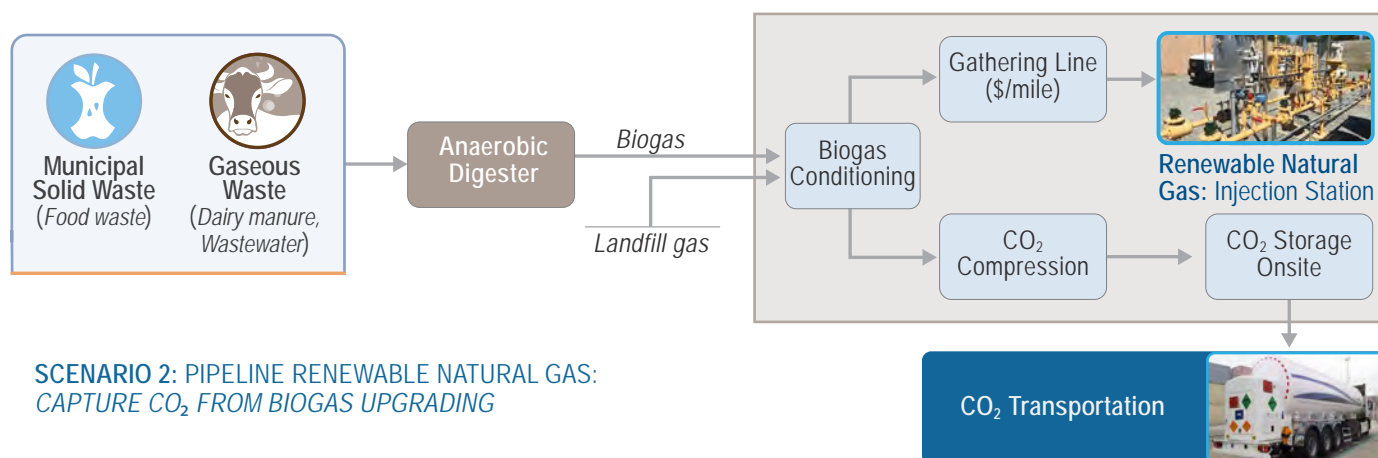 Municipal
Solid Waste
(Food waste)
Gaseous
Waste
(Dairy manure,
Wastewater)
Anaerobic
Digester
Biogas
Landfill gas
Biogas
Conditioning
Gathering Line
($/mile)
Renewable Natural
Gas: Injection Station
CO₂
Compression
CO₂ Storage
Onsite
CO₂ Transportation
SCENARIO 2: PIPELINE RENEWABLE NATURAL GAS:
CAPTURE CO₂ FROM BIOGAS UPGRADING